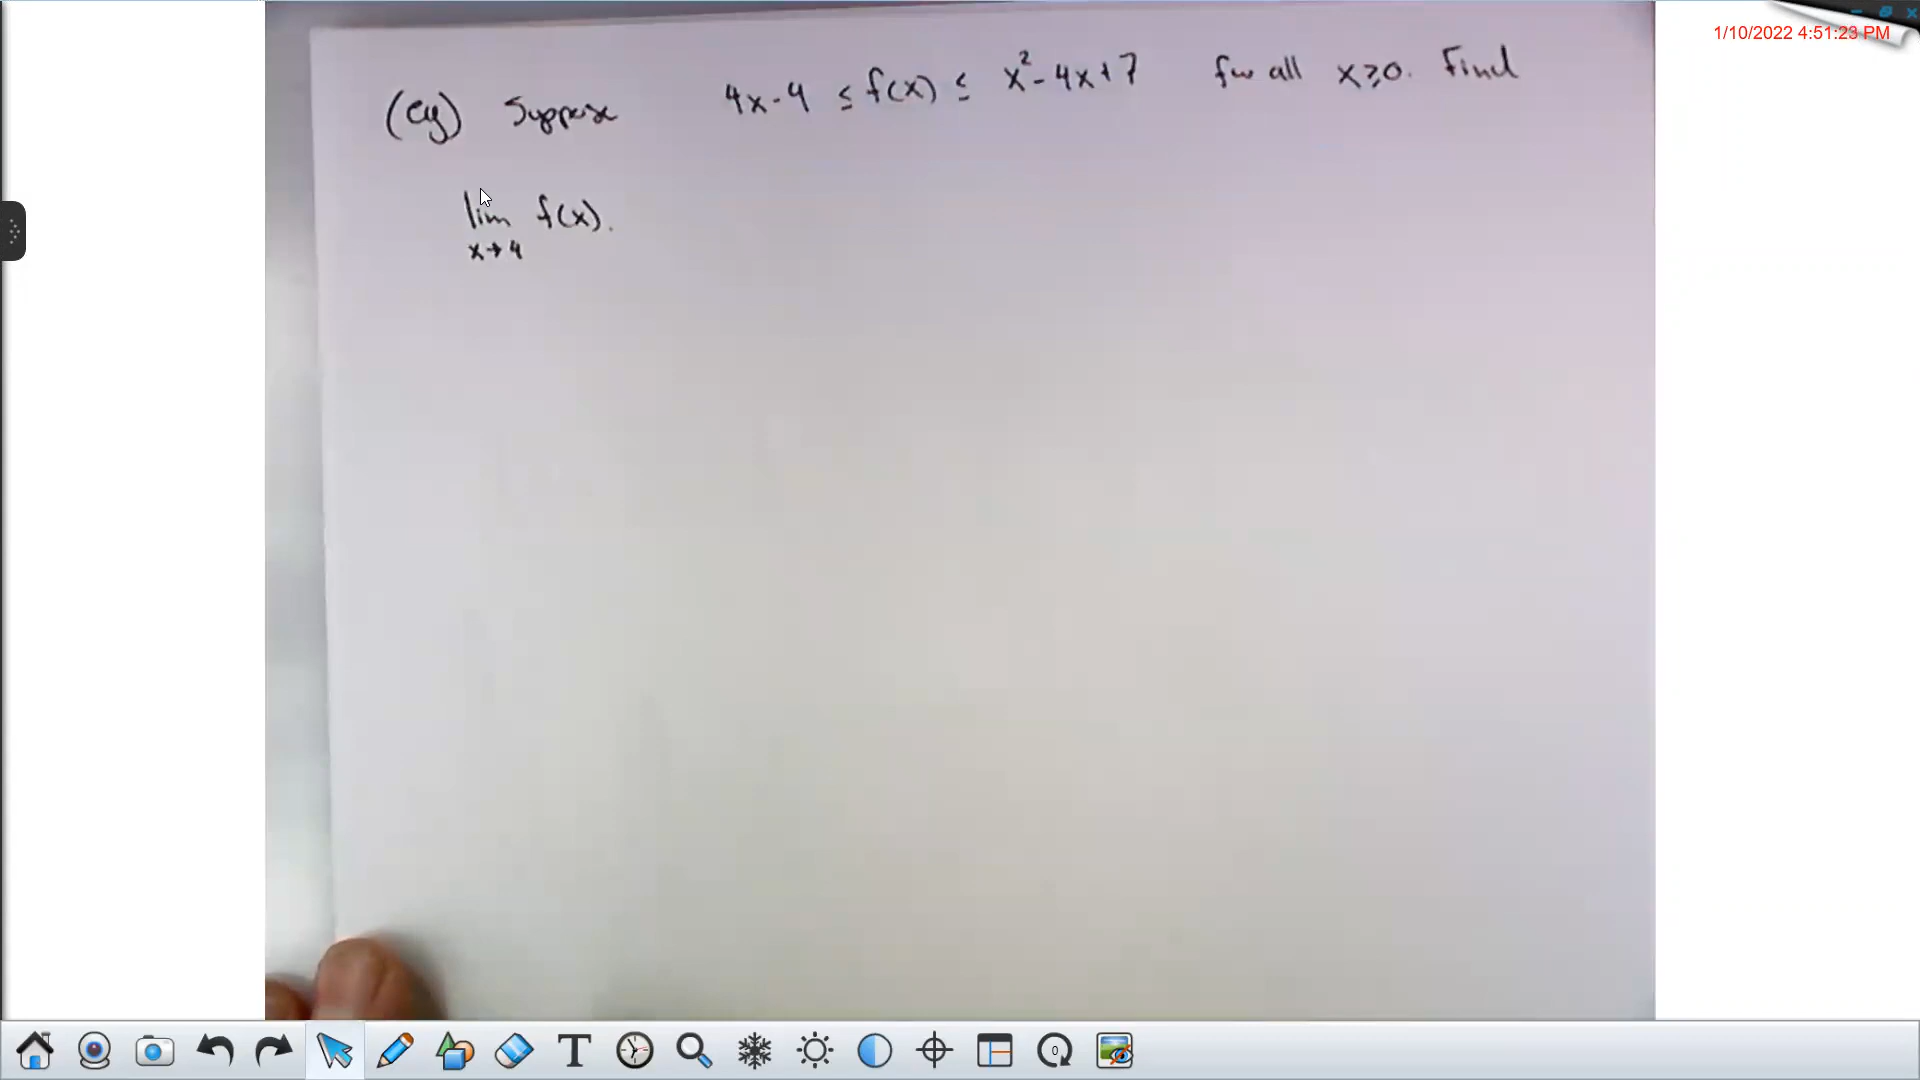 1/10/2022 4:51:23 PM
(eg) Suppose 4x-4 ≤ f(x) ≤ x²-4x+7 for all x≥0. Find
lim f(x).
x→4
T
0